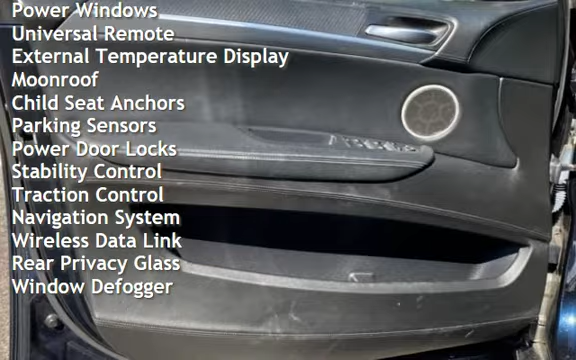 Power Windows
Universal Remote
External Temperature Display
Moonroof
Child Seat Anchors
Parking Sensors
Power Door Locks
Stability Control
Traction Control
Navigation System
Wireless Data Link
Rear Privacy Glass
Window Defogger